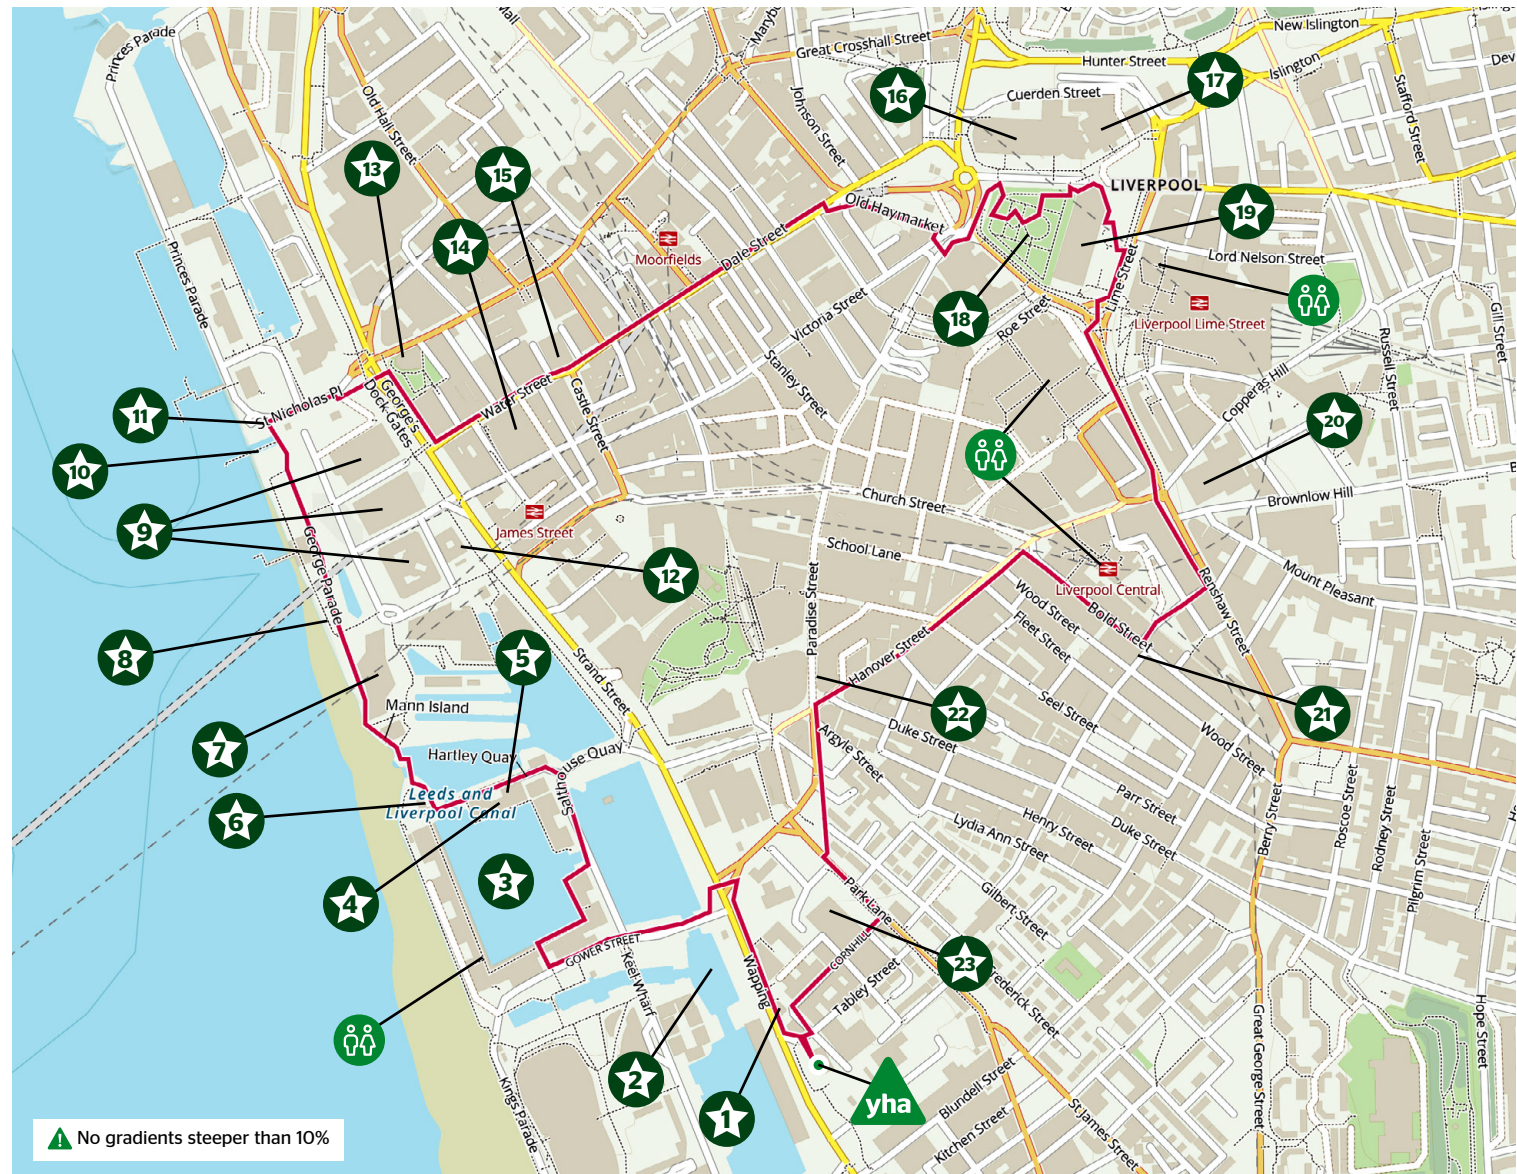 Princes Parade
Mall
Great Crosshall Street
New Islington
Hunter Street
Islington
17
16
Cuerden Street
Stafford Street
Old Hall Street
Johnson Street
13
15
LIVERPOOL
Old Haymarket
19
14
Moorfields
Dale Street
Lord Nelson Street
Princes Parade
Lime Street
18
Roe Street
Liverpool Lime Street
Gill Street
Victoria Street
Russell Street
Stanley Street
Copperas Hill
St Nicholas Pl
George's
Dock Gates
Water Street
Castle Street
11
20
10
Church Street
Brownlow Hill
9
James Street
George Parade
School Lane
12
Liverpool Central
Mount Pleasant
Renshaw Street
Paradise Street
Wood Street
Bold Street
Fleet Street
8
5
Hanover Street
Strand Street
Mann Island
22
21
7
Seel Street
Duke Street
Wood Street
Argyle Street
Hartley Quay
Salthouse Quay
Leeds and
Liverpool Canal
6
Parr Street
Henry Street
Duke Street
Lydia Ann Street
Berry Street
Roscoe Street
Rodney Street
Pilgrim Street
3
4
Park Lane
Gilbert Street
GOWER STREET
CORNHILL
23
Keel Wharf
Wapping
Tabley Street
Frederick Street
Hope Street
Great George Street
2
1
yha
Kings Parade
Blundell Street
Kitchen Street
St James Street
No gradients steeper than 10%